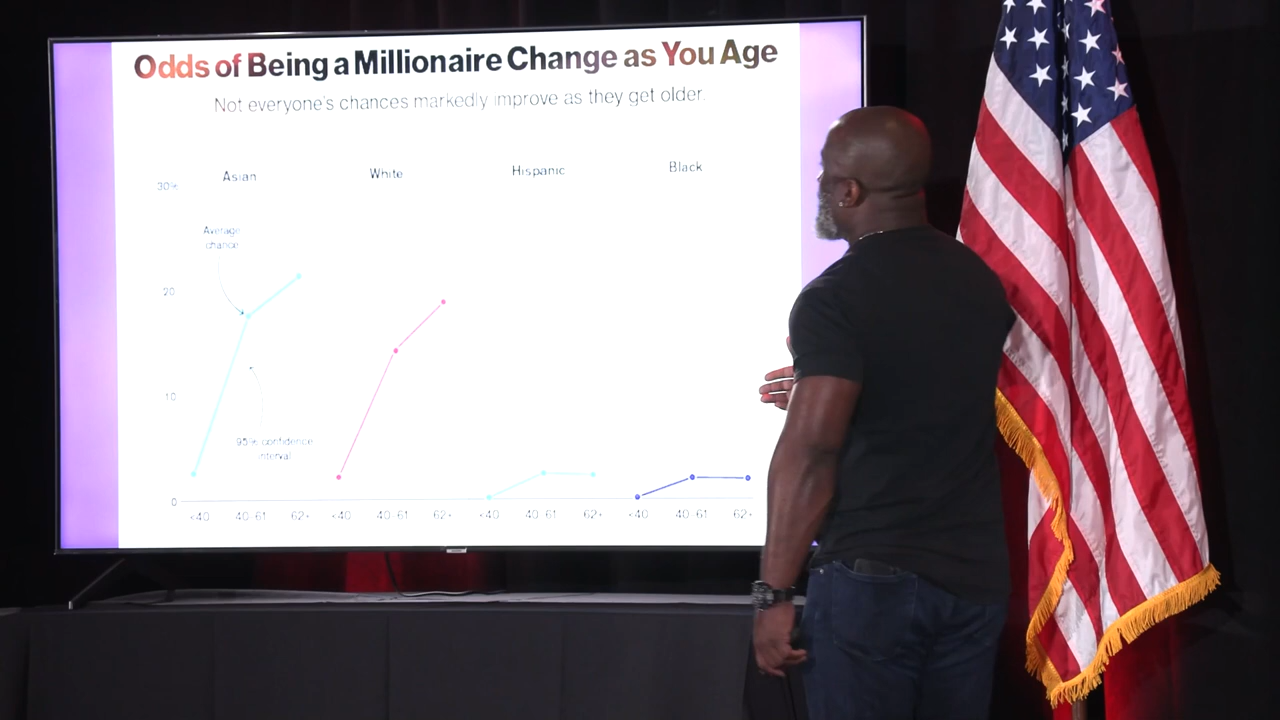 Odds of Being a Millionaire Change as You Age
Not everyone's chances markedly improve as they get older.
Asian White Hispanic Black
30%
Average
chance
20
10
95% confidence
interval
0
<40 40-61 62+ <40 40-61 62+ <40 40-61 62+ <40 40-61 62+